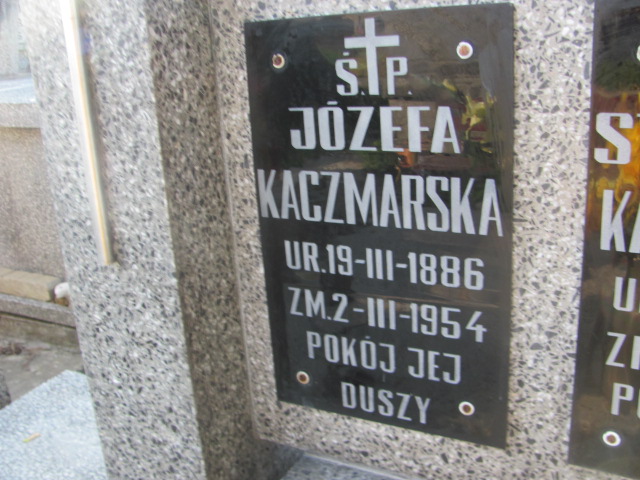 Ś.P.
JÓZEFA
KACZMARSKA
UR.19-III-1886
ZM.2-III-1954
POKÓJ JEJ
DUSZY